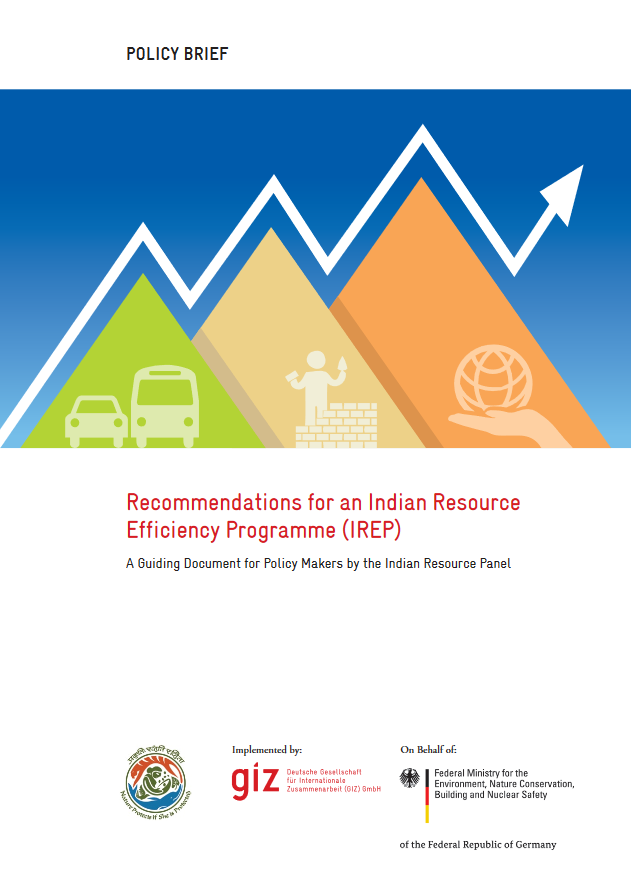 POLICY BRIEF
Recommendations for an Indian Resource
Efficiency Programme (IREP)
A Guiding Document for Policy Makers by the Indian Resource Panel
प्रकृतिः रक्षति रक्षिता
Nature Protects if She is Protected
Implemented by:
giz
Deutsche Gesellschaft
für Internationale
Zusammenarbeit (GIZ) GmbH
On Behalf of:
Federal Ministry for the
Environment, Nature Conservation,
Building and Nuclear Safety
of the Federal Republic of Germany